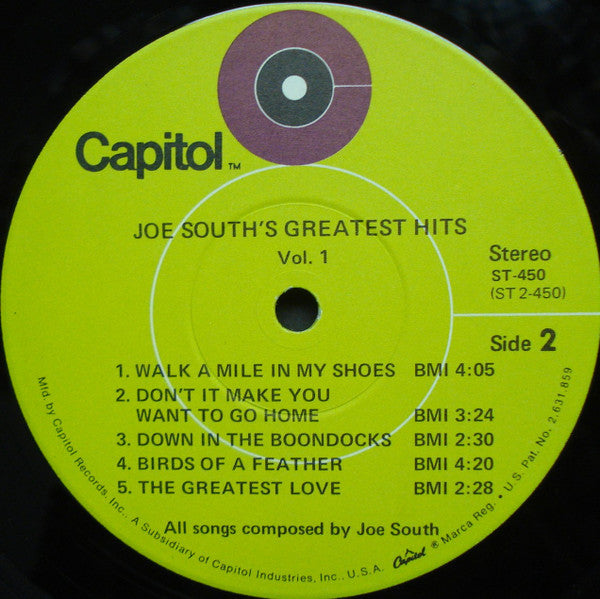 Capitol™
JOE SOUTH'S GREATEST HITS
Vol. 1
Stereo
ST-450
(ST 2-450)
Side 2
1. WALK A MILE IN MY SHOES BMI 4:05
2. DON'T IT MAKE YOU
WANT TO GO HOME BMI 3:24
3. DOWN IN THE BOONDOCKS BMI 2:30
4. BIRDS OF A FEATHER BMI 4:20
5. THE GREATEST LOVE BMI 2:28
All songs composed by Joe South
Mfd. by Capitol Records, Inc., A Subsidiary of Capitol Industries, Inc., U.S.A. Capitol ® Marca Reg. • U.S. Pat. No. 2,631,859